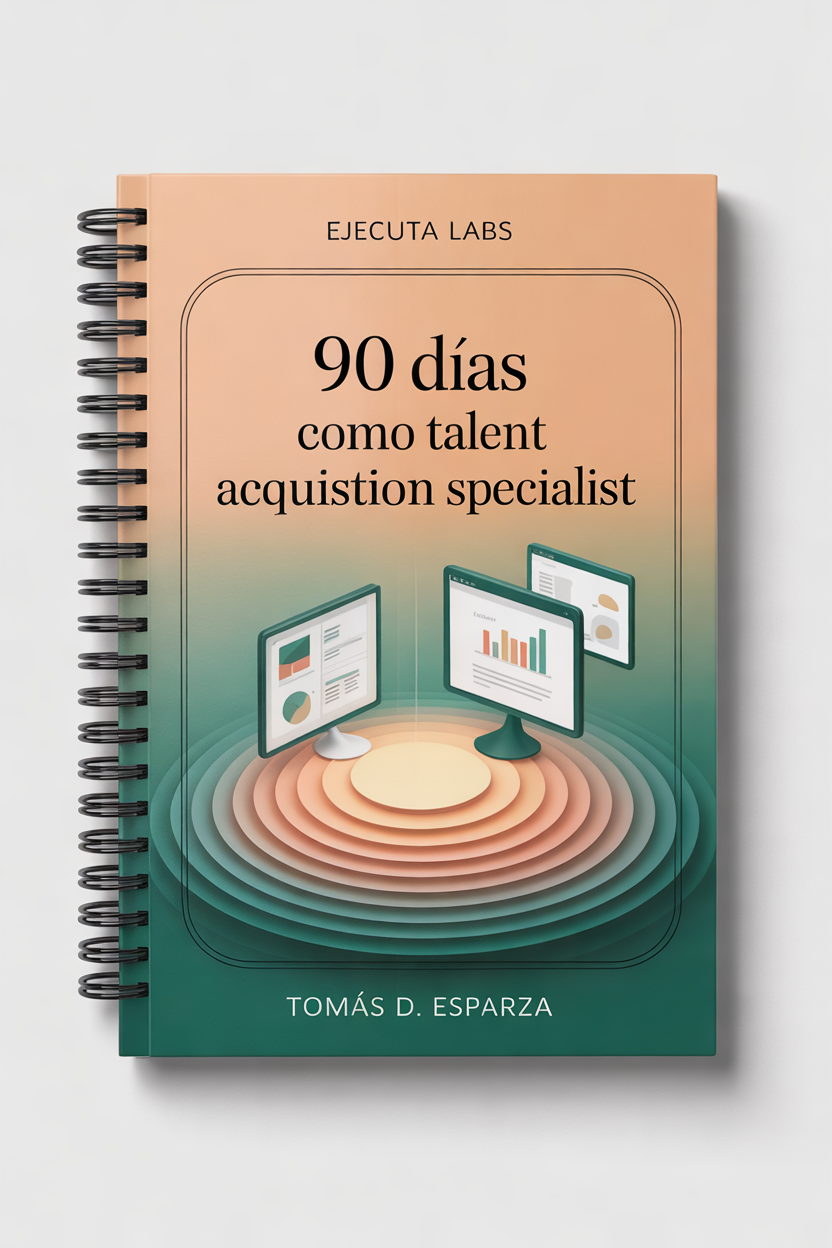 EJECUTA LABS
90 días
como talent
acquistion specialist
TOMÁS D. ESPARZA